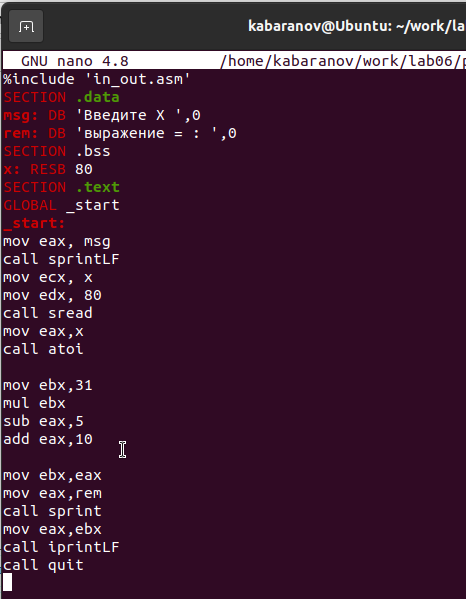 kabaranov@Ubuntu: ~/work/la
GNU nano 4.8 /home/kabaranov/work/lab06/p
%include 'in_out.asm'
SECTION .data
msg: DB 'Введите X ',0
rem: DB 'выражение = : ',0
SECTION .bss
x: RESB 80
SECTION .text
GLOBAL _start
_start:
mov eax, msg
call sprintLF
mov ecx, x
mov edx, 80
call sread
mov eax,x
call atoi
mov ebx,31
mul ebx
sub eax,5
add eax,10
mov ebx,eax
mov eax,rem
call sprint
mov eax,ebx
call iprintLF
call quit